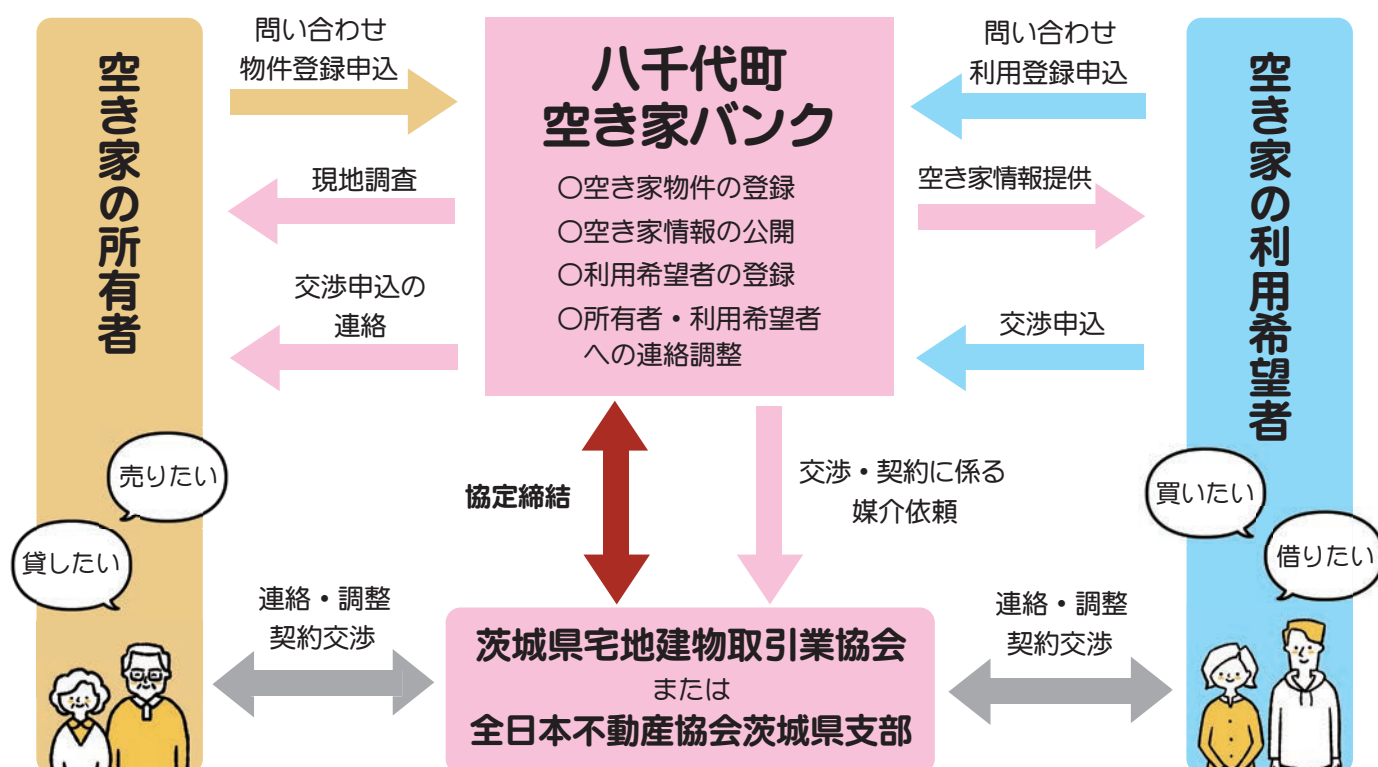 空き家の所有者
問い合わせ
物件登録申込
現地調査
交渉申込の
連絡
売りたい
貸したい
八千代町
空き家バンク
〇空き家物件の登録
〇空き家情報の公開
〇利用希望者の登録
〇所有者・利用希望者
への連絡調整
問い合わせ
利用登録申込
空き家情報提供
交渉申込
空き家の利用希望者
買いたい
借りたい
協定締結
交渉・契約に係る
媒介依頼
連絡・調整
契約交渉
茨城県宅地建物取引業協会
または
全日本不動産協会茨城県支部
連絡・調整
契約交渉